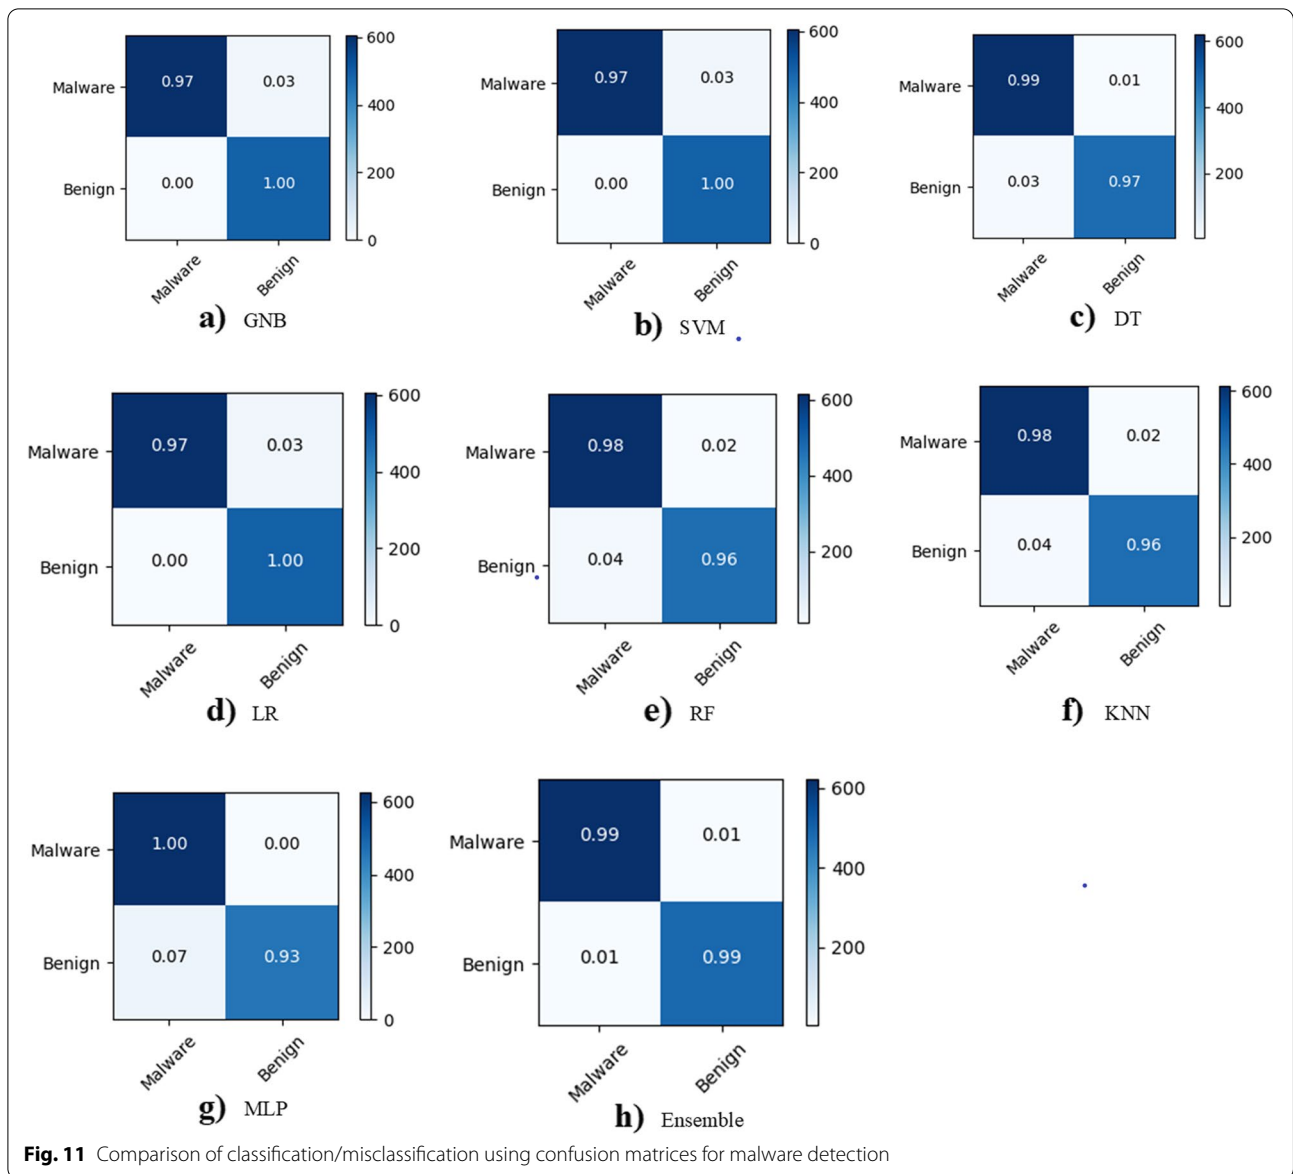 600
Malware 0.97 0.03
400
200
Benign 0.00 1.00
0
Malware Benign
a) GNB
600
Malware 0.97 0.03
400
200
Benign 0.00 1.00
0
Malware Benign
b) SVM
600
Malware 0.99 0.01
400
200
Benign 0.03 0.97
Malware Benign
c) DT
600
Malware 0.97 0.03
400
200
Benign 0.00 1.00
0
Malware Benign
d) LR
600
Malware 0.98 0.02
400
200
Benign 0.04 0.96
Malware Benign
e) RF
600
Malware 0.98 0.02
400
200
Benign 0.04 0.96
Malware Benign
f) KNN
600
Malware 1.00 0.00
400
200
Benign 0.07 0.93
0
Malware Benign
g) MLP
600
Malware 0.99 0.01
400
200
Benign 0.01 0.99
Malware Benign
h) Ensemble
Fig. 11 Comparison of classification/misclassification using confusion matrices for malware detection